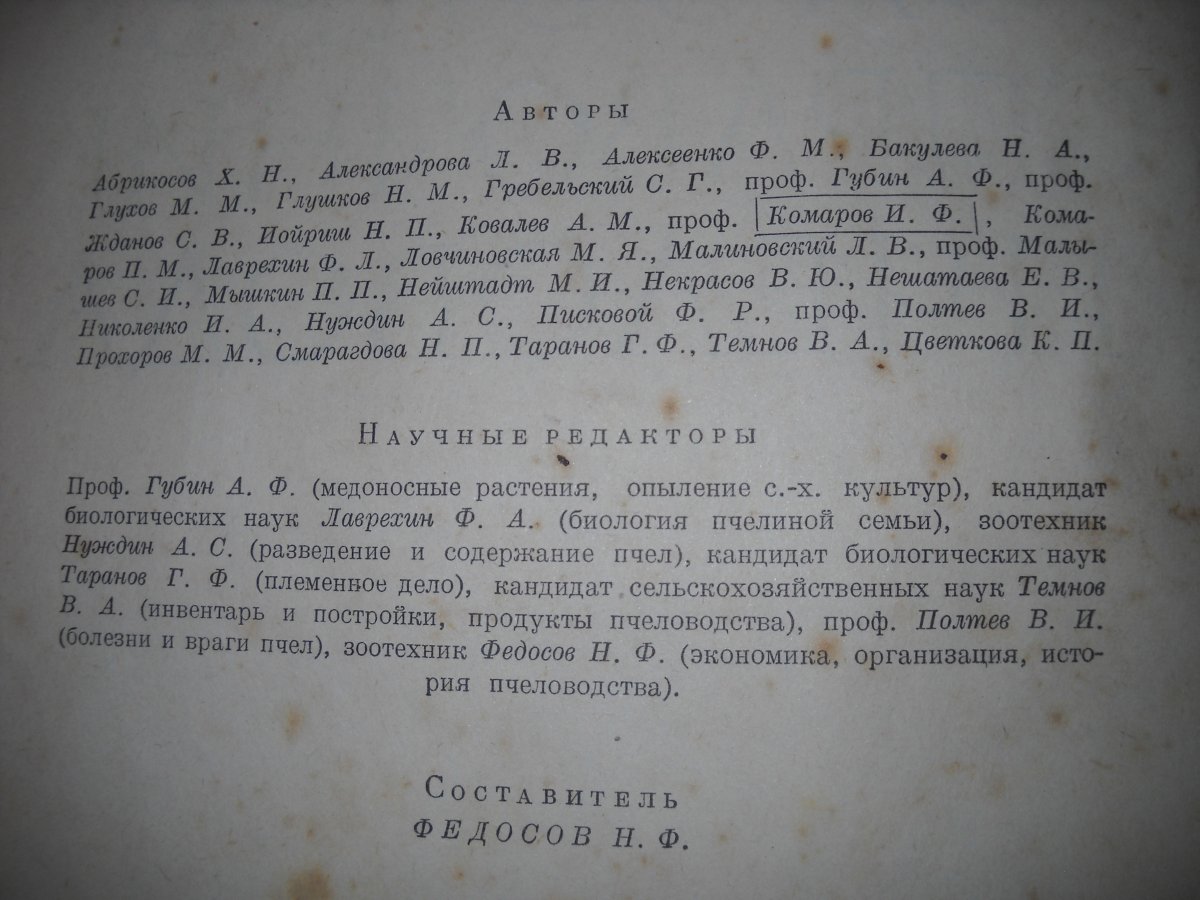 Авторы
Абрикосов Х. Н., Александрова Л. В., Алексеенко Ф. М., Бакулева Н. А.,
Глухов М. М., Глушков Н. М., Гребельский С. Г., проф. Губин А. Ф., проф.
Жданов С. В., Иойриш Н. П., Ковалев А. М., проф. Комаров И. Ф., Кома-
ров П. М., Лаврехин Ф. Л., Ловчиновская М. Я., Малиновский Л. В., проф. Малы-
шев С. И., Мышкин П. П., Нейштадт М. И., Некрасов В. Ю., Нешатаева Е. В.,
Николенко И. А., Нуждин А. С., Писковой Ф. Р., проф. Полтев В. И.,
Прохоров М. М., Смарагдова Н. П., Таранов Г. Ф., Темнов В. А., Цветкова К. П.
Научные редакторы
Проф. Губин А. Ф. (медоносные растения, опыление с.-х. культур), кандидат
биологических наук Лаврехин Ф. А. (биология пчелиной семьи), зоотехник
Нуждин А. С. (разведение и содержание пчел), кандидат биологических наук
Таранов Г. Ф. (племенное дело), кандидат сельскохозяйственных наук Темнов
В. А. (инвентарь и постройки, продукты пчеловодства), проф. Полтев В. И.
(болезни и враги пчел), зоотехник Федосов Н. Ф. (экономика, организация, исто-
рия пчеловодства).
Составитель
ФЕДОСОВ Н. Ф.